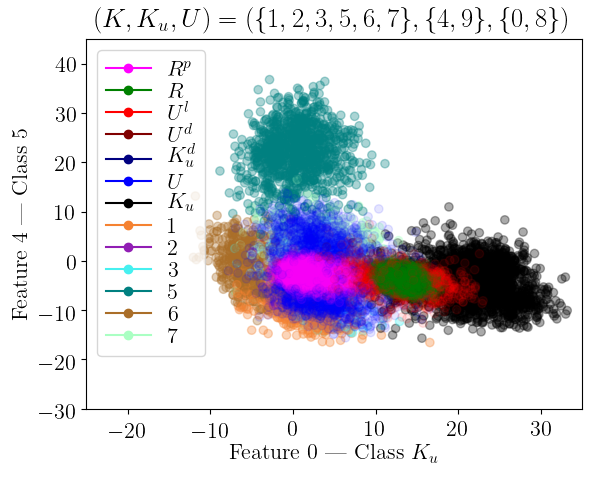 (K, K_u, U) = ({1, 2, 3, 5, 6, 7}, {4, 9}, {0, 8})
Feature 4 — Class 5
40
30
20
10
0
−10
−20
−30
R^p
R
U^l
U^d
K_u^d
U
K_u
1
2
3
5
6
7
−20 −10 0 10 20 30
Feature 0 — Class K_u